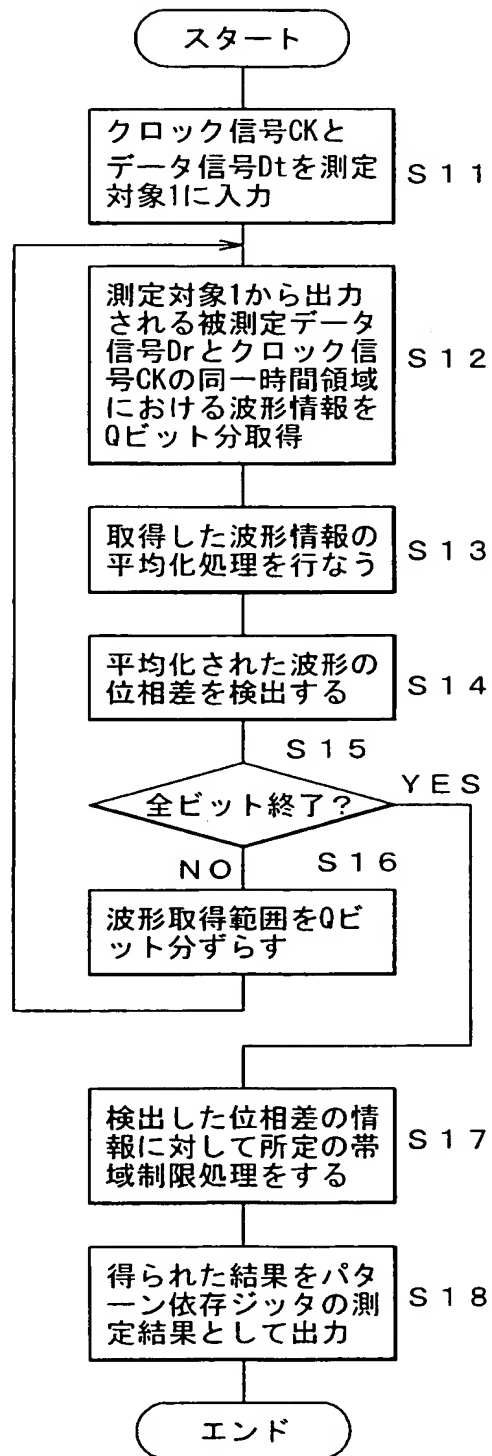 スタート
クロック信号CKと
データ信号Dtを測定
対象1に入力
S11
測定対象1から出力
される被測定データ
信号Drとクロック信
号CKの同一時間領域
における波形情報を
Qビット分取得
S12
取得した波形情報の
平均化処理を行なう
S13
平均化された波形の
位相差を検出する
S14
S15
全ビット終了?
YES
NO
S16
波形取得範囲をQビ
ット分ずらす
検出した位相差の情
報に対して所定の帯
域制限処理をする
S17
得られた結果をパタ
ーン依存ジッタの測
定結果として出力
S18
エンド